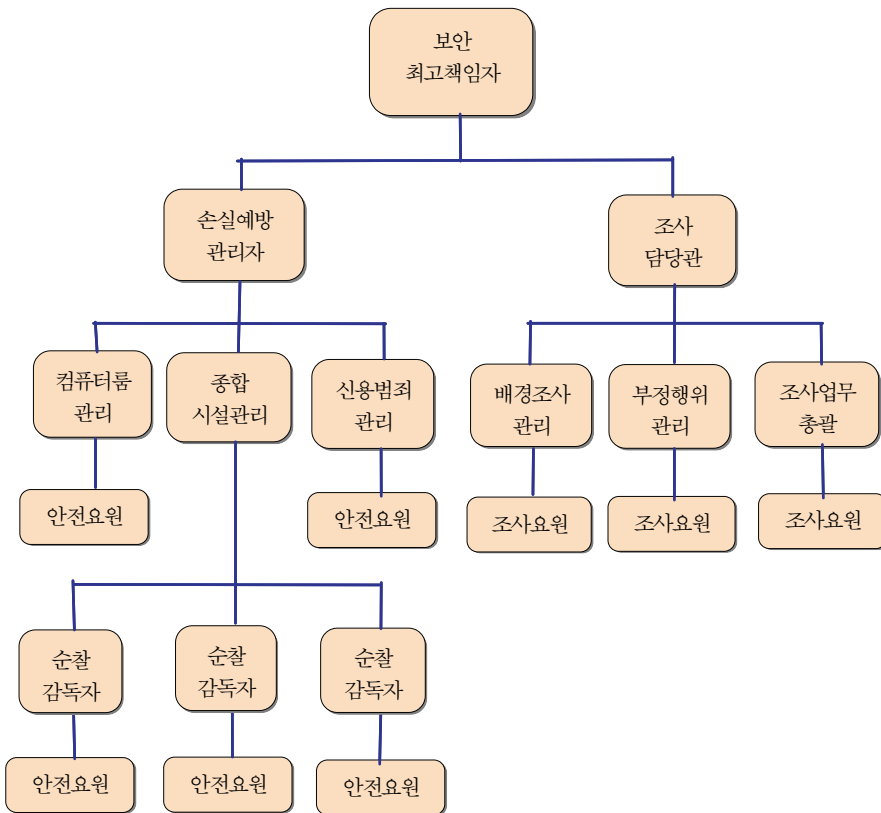 보안
최고책임자
손실예방
관리자
조사
담당관
컴퓨터룸
관리
종합
시설관리
신용범죄
관리
배경조사
관리
부정행위
관리
조사업무
총괄
안전요원
안전요원
조사요원
조사요원
조사요원
순찰
감독자
순찰
감독자
순찰
감독자
안전요원
안전요원
안전요원